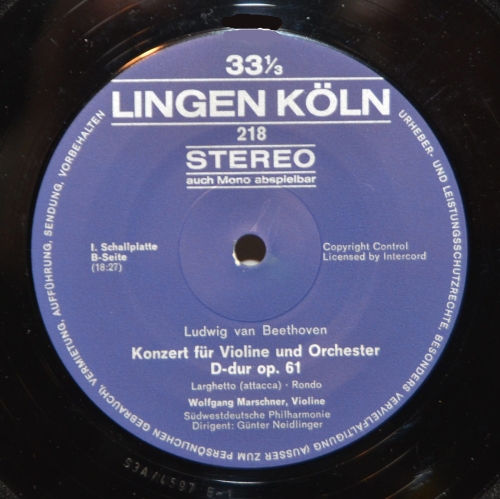 33⅓
LINGEN KÖLN
218
STEREO
auch Mono abspielbar
I. Schallplatte
B-Seite
(18:27)
Copyright Control
Licensed by Intercord
Ludwig van Beethoven
Konzert für Violine und Orchester
D-dur op. 61
Larghetto (attacca) · Rondo
Wolfgang Marschner, Violine
Südwestdeutsche Philharmonie
Dirigent: Günter Neidlinger
URHEBER- UND LEISTUNGSSCHUTZRECHTE, BESONDERS VERVIELFÄLTIGUNG (AUSSER ZUM PERSÖNLICHEN GEBRAUCH), VERMIETUNG, AUFFÜHRUNG, SENDUNG, VORBEHALTEN